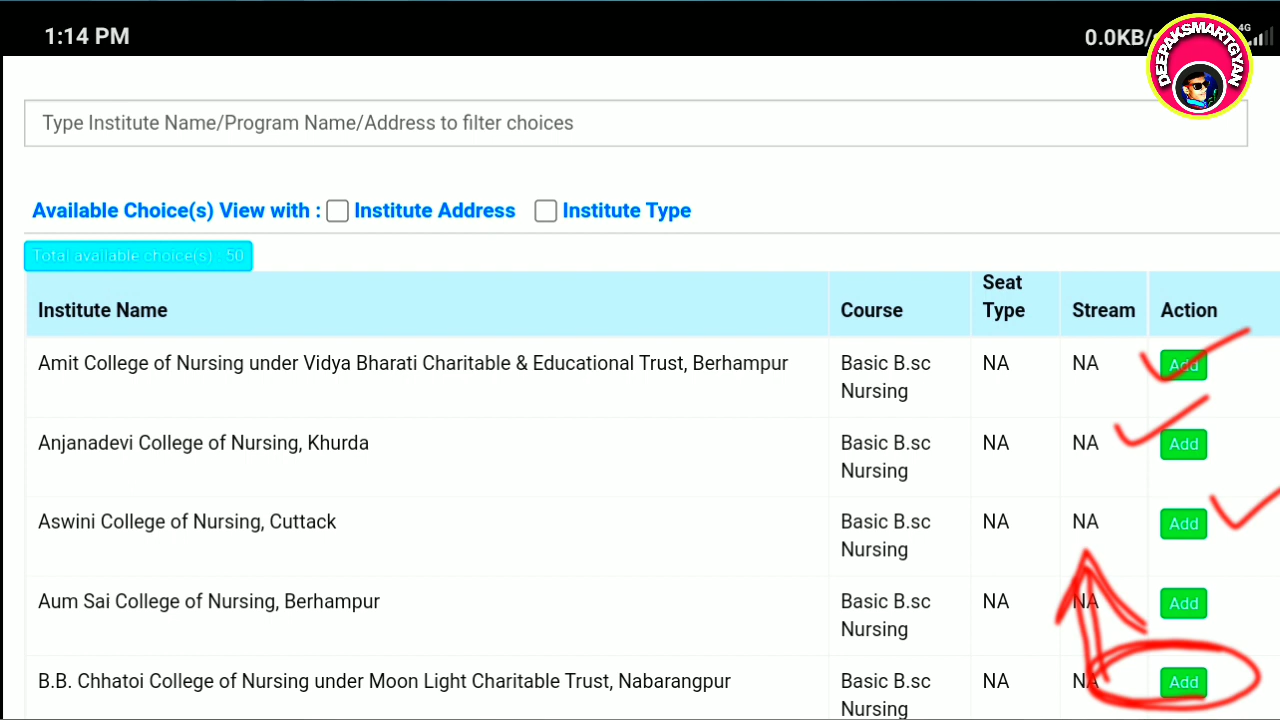 1:14 PM
0.0KB/
4G
DEEPAKSMARTGYAN
Type Institute Name/Program Name/Address to filter choices
Available Choice(s) View with : Institute Address Institute Type
Total available choice(s) : 50
Institute Name Course Seat Type Stream Action
Amit College of Nursing under Vidya Bharati Charitable & Educational Trust, Berhampur Basic B.sc NA NA Add
Nursing
Anjanadevi College of Nursing, Khurda Basic B.sc NA NA Add
Nursing
Aswini College of Nursing, Cuttack Basic B.sc NA NA Add
Nursing
Aum Sai College of Nursing, Berhampur Basic B.sc NA NA Add
Nursing
B.B. Chhatoi College of Nursing under Moon Light Charitable Trust, Nabarangpur Basic B.sc NA NA Add
Nursing